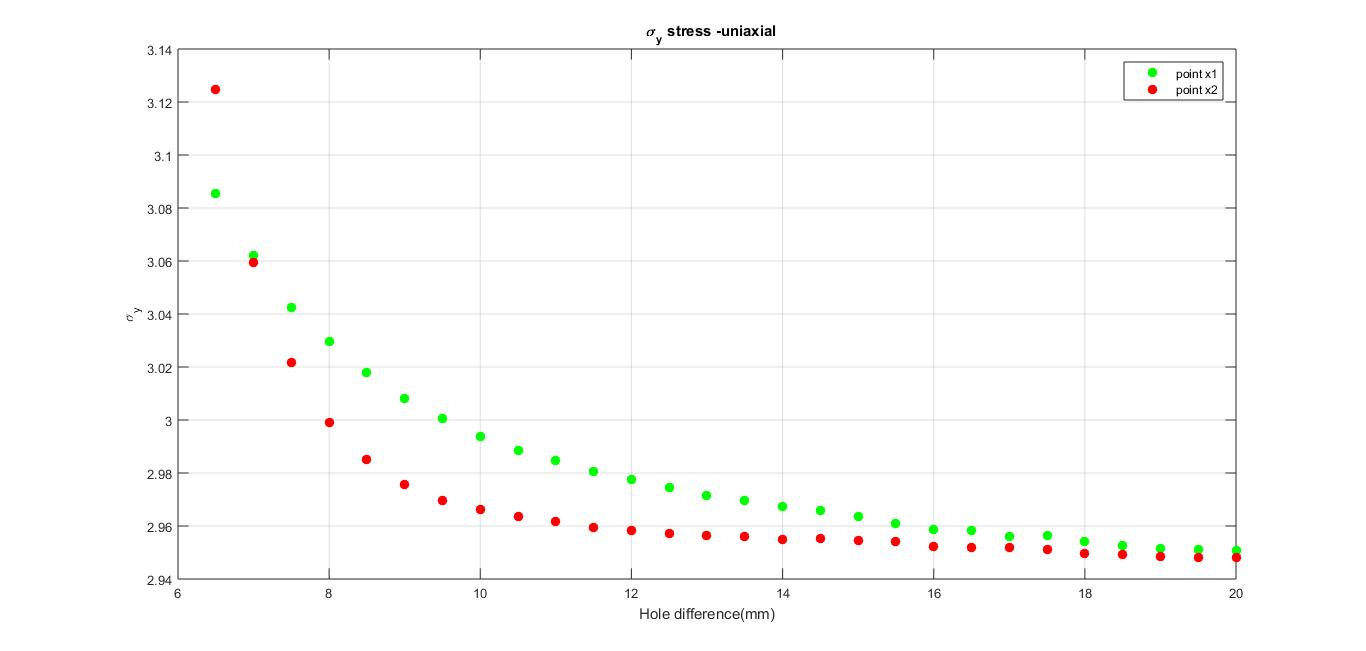 σy stress -uniaxial
point x1
point x2
3.14
3.12
3.1
3.08
3.06
3.04
3.02
3
2.98
2.96
2.94
σy
6 8 10 12 14 16 18 20
Hole difference(mm)